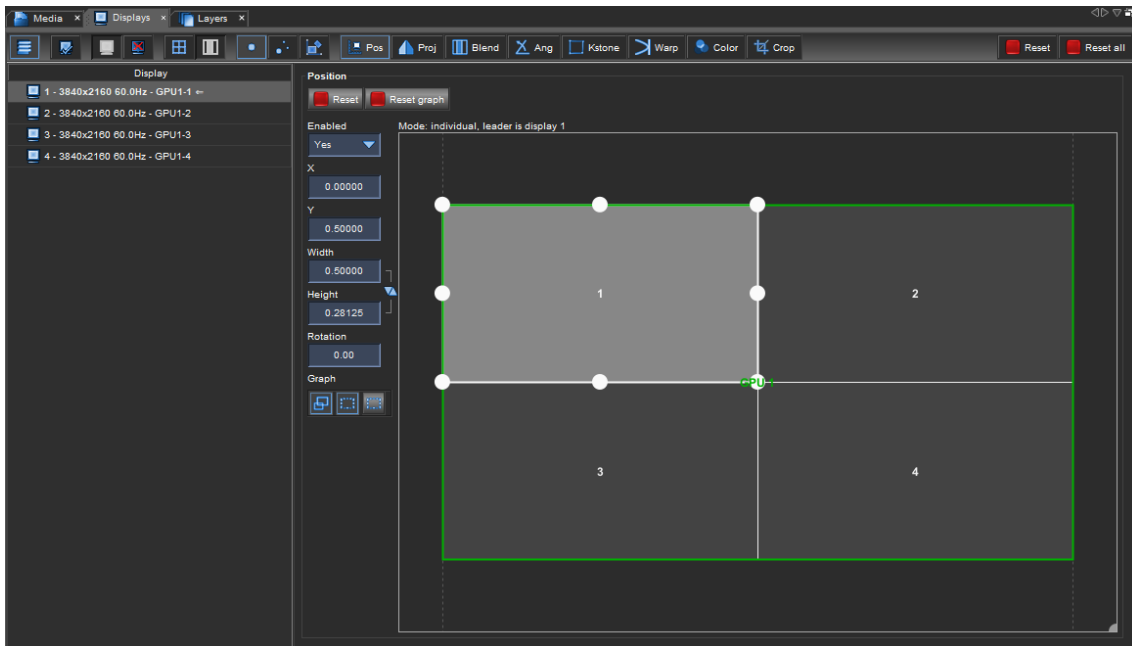 Media × Displays × Layers ×
Pos Proj Blend Ang Kstone Warp Color Crop Reset Reset all
Display
1 - 3840x2160 60.0Hz - GPU1-1 ⇐
2 - 3840x2160 60.0Hz - GPU1-2
3 - 3840x2160 60.0Hz - GPU1-3
4 - 3840x2160 60.0Hz - GPU1-4
Position
Reset Reset graph
Enabled
Yes
X
0.00000
Y
0.50000
Width
0.50000
Height
0.28125
Rotation
0.00
Graph
Mode: individual, leader is display 1
1 2
GPU 1
3 4